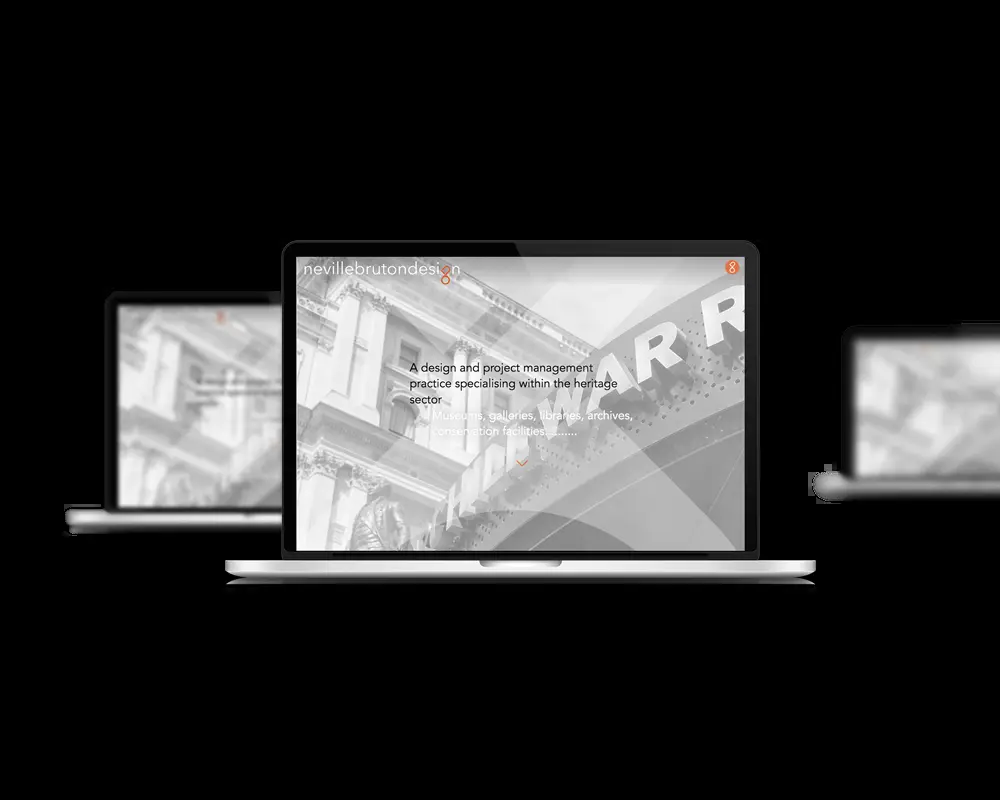 nevillebrutondesign
A design and project management
practice specialising within the heritage
sector
Museums, galleries, libraries, archives,
conservation facilities..........
WAR